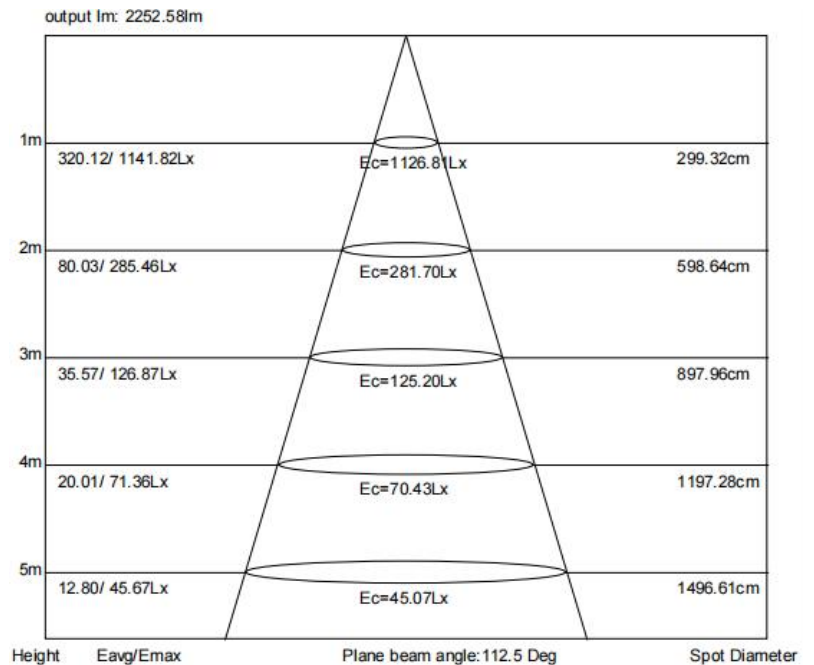 output lm: 2252.58lm
1m
320.12/ 1141.82Lx Ec=1126.81Lx 299.32cm
2m
80.03/ 285.46Lx Ec=281.70Lx 598.64cm
3m
35.57/ 126.87Lx Ec=125.20Lx 897.96cm
4m
20.01/ 71.36Lx Ec=70.43Lx 1197.28cm
5m
12.80/ 45.67Lx Ec=45.07Lx 1496.61cm
Height Eavg/Emax Plane beam angle:112.5 Deg Spot Diameter